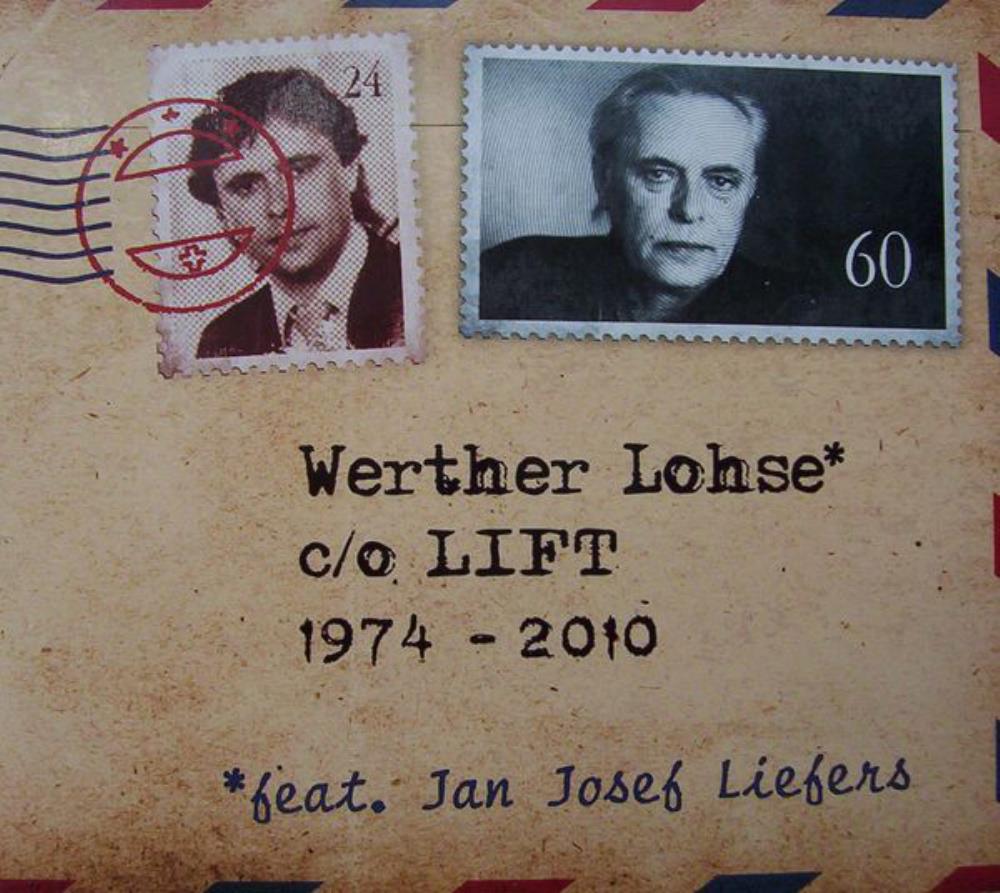 24
60
Werther Lohse*
c/o LIFT
1974 - 2010
*feat. Jan Josef Liefers